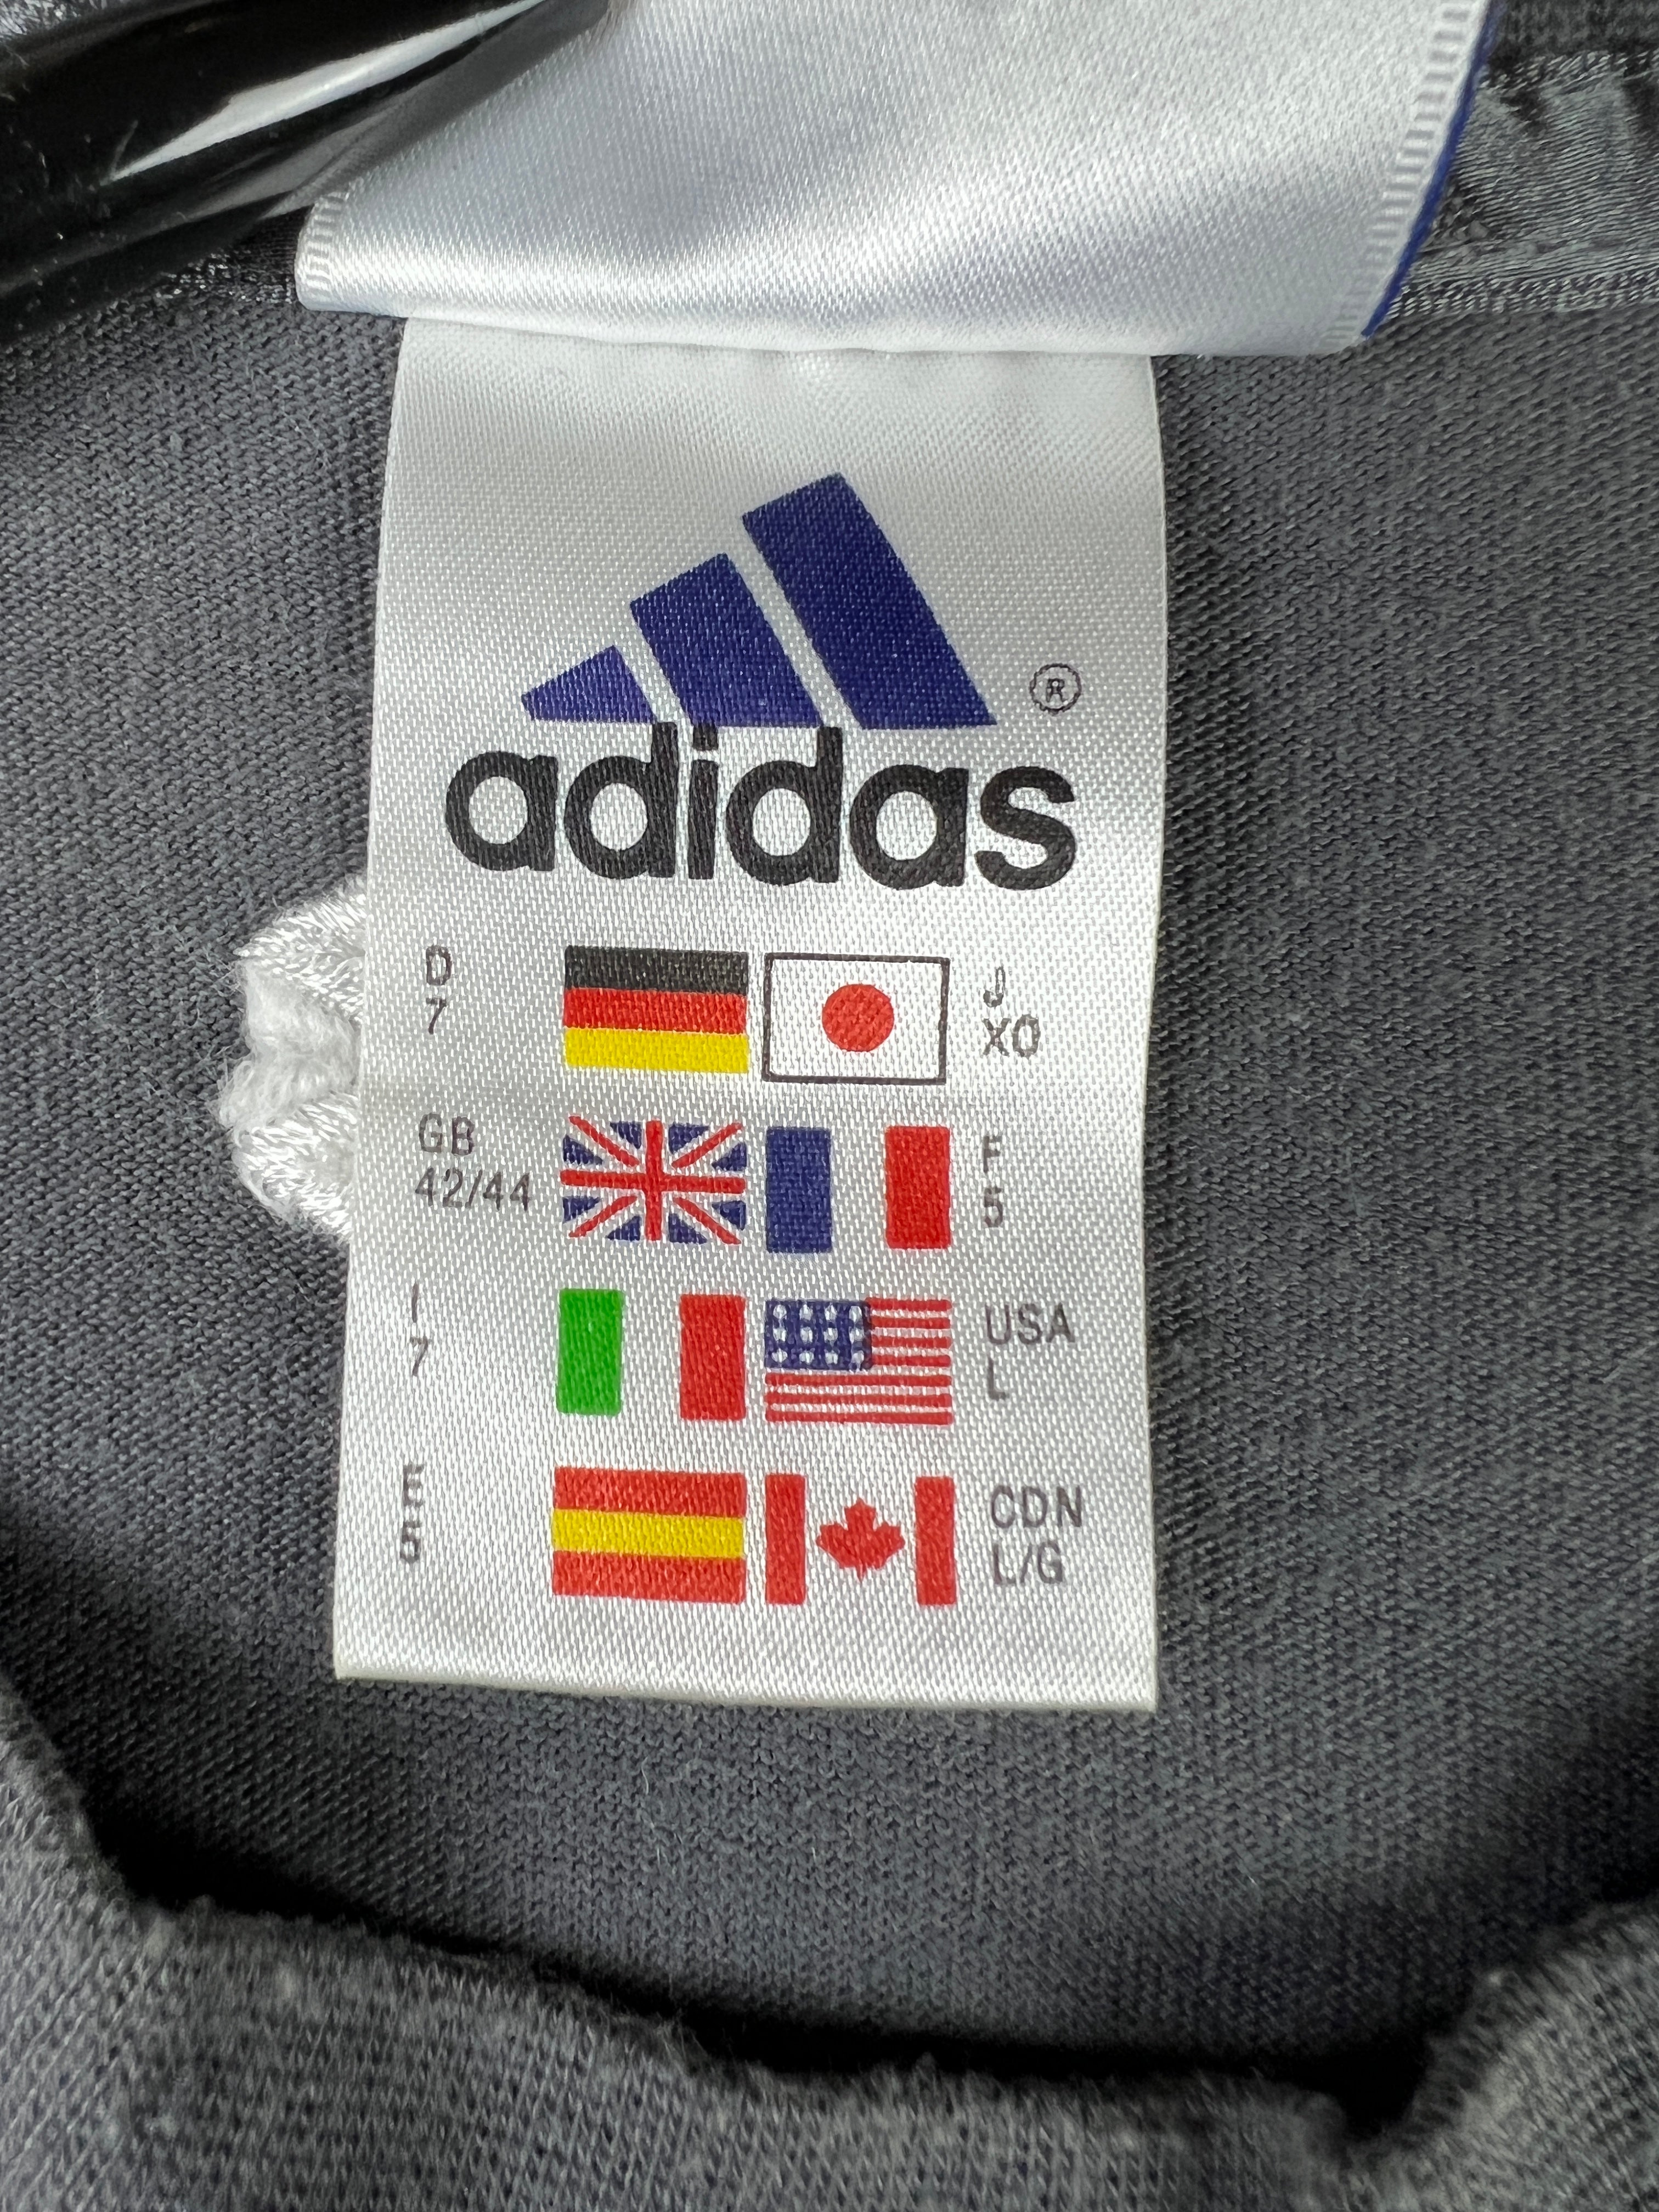 ®
adidas
D
7
J
XO
GB
42/44
F
5
I
7
USA
L
E
5
CDN
L/G